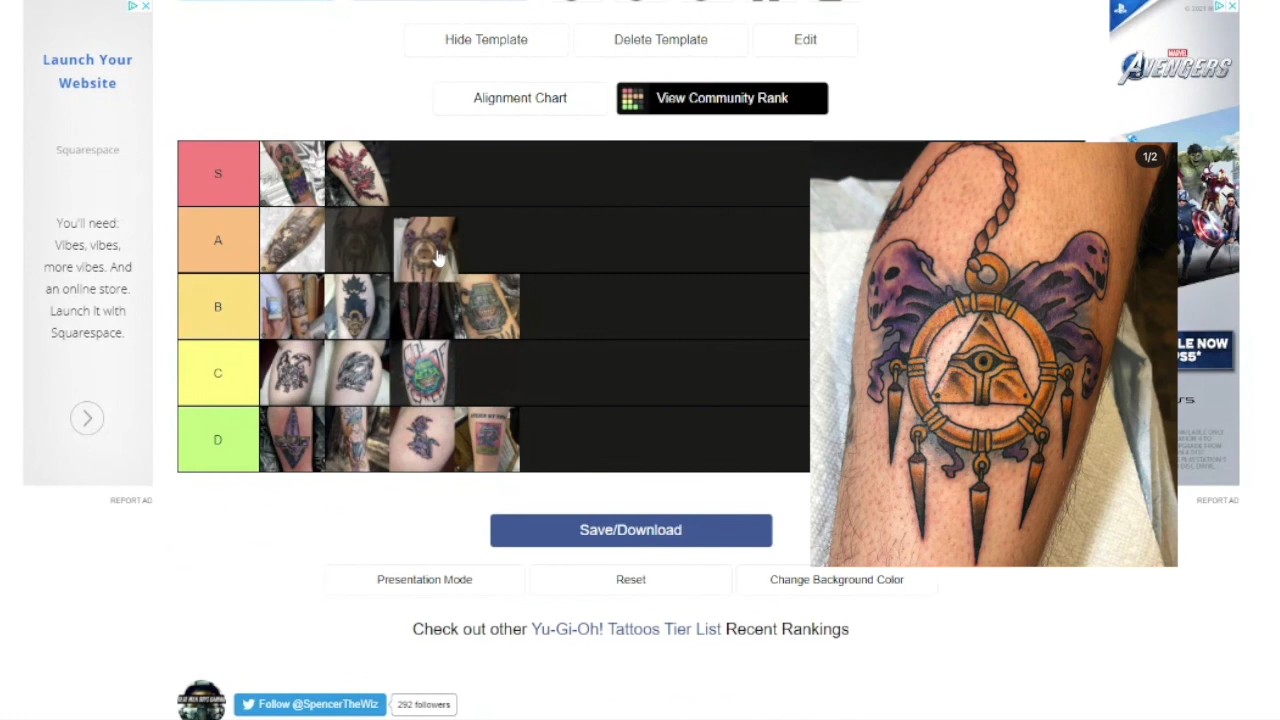 Launch Your
Website
Squarespace
You'll need:
Vibes, vibes,
more vibes. And
an online store.
Launch It with
Squarespace.
REPORT AD
Hide Template
Delete Template
Edit
Alignment Chart
View Community Rank
S
A
B
C
D
1/2
MARVEL
AVENGERS
LE NOW
PS5*
REPORT AD
Save/Download
Presentation Mode
Reset
Change Background Color
Check out other Yu-Gi-Oh! Tattoos Tier List Recent Rankings
Follow @SpencerTheWiz
292 followers